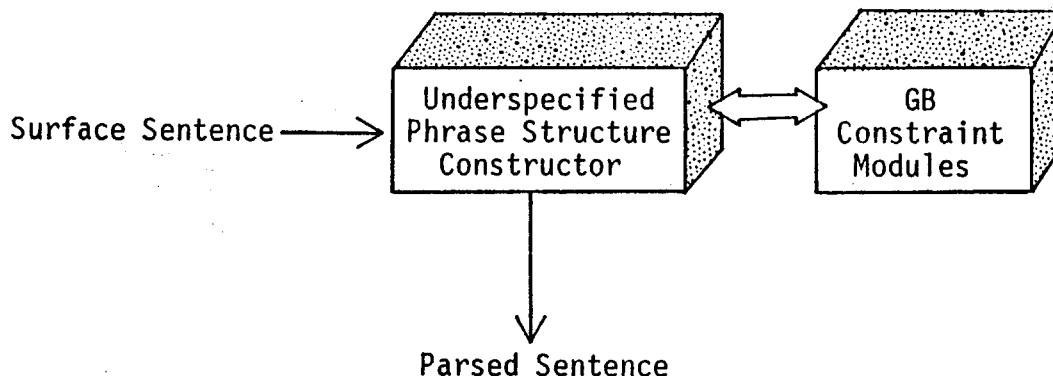 Surface Sentence
Underspecified
Phrase Structure
Constructor
GB
Constraint
Modules
Parsed Sentence